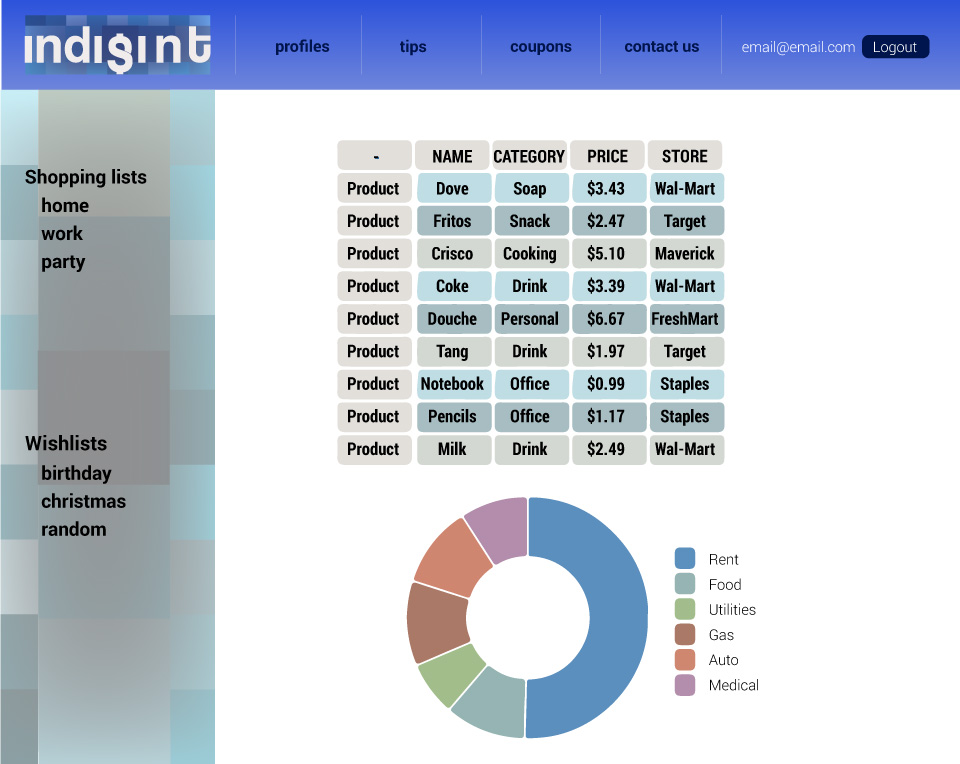 indi$int
profiles tips coupons contact us email@email.com Logout
Shopping lists
home
work
party
Wishlists
birthday
christmas
random
- NAME CATEGORY PRICE STORE
Product Dove Soap $3.43 Wal-Mart
Product Fritos Snack $2.47 Target
Product Crisco Cooking $5.10 Maverick
Product Coke Drink $3.39 Wal-Mart
Product Douche Personal $6.67 FreshMart
Product Tang Drink $1.97 Target
Product Notebook Office $0.99 Staples
Product Pencils Office $1.17 Staples
Product Milk Drink $2.49 Wal-Mart
Rent
Food
Utilities
Gas
Auto
Medical